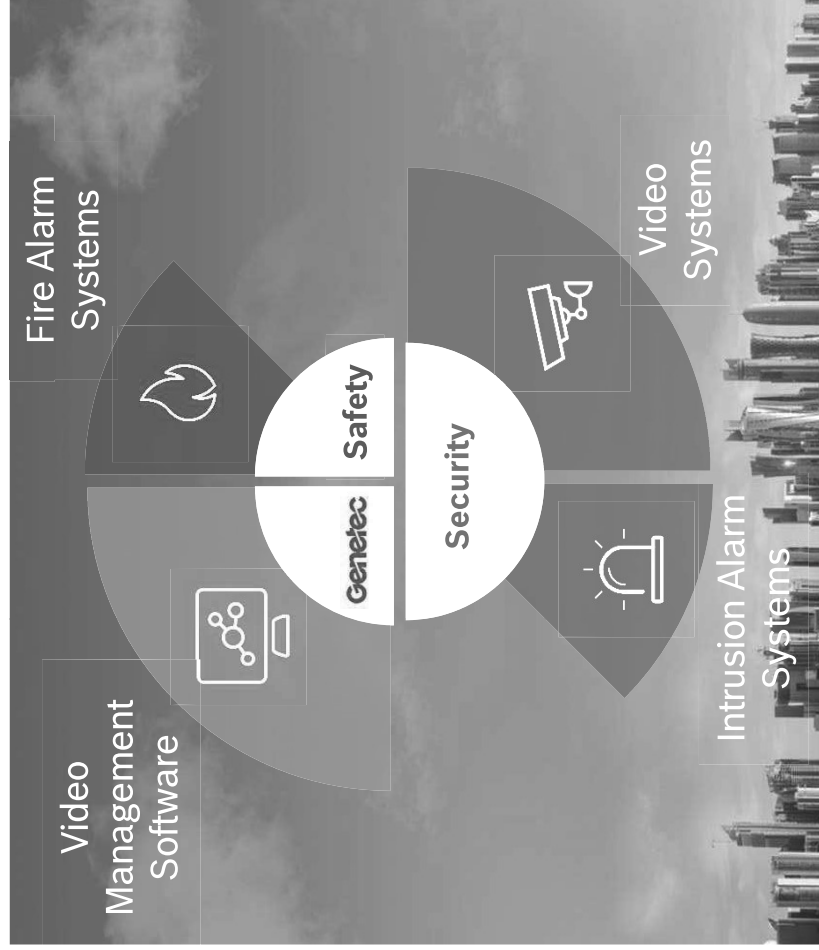 Video
Management
Software
Fire Alarm
Systems
Genetec
Safety
Security
Intrusion Alarm
Systems
Video
Systems